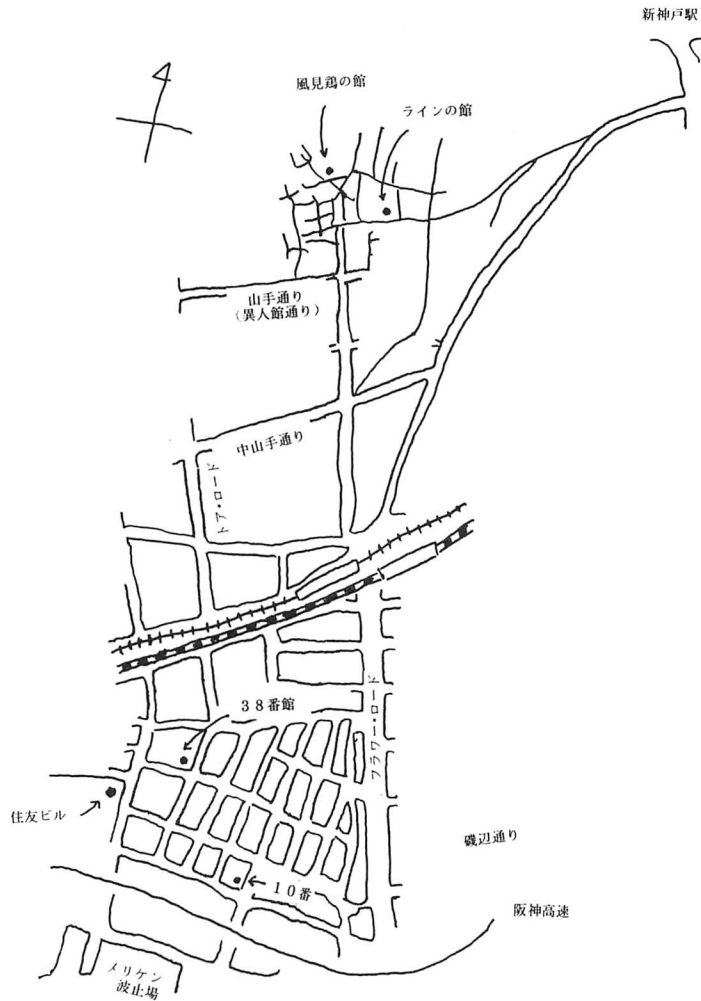 新神戸駅
風見鶏の館
ラインの館
山手通り
(異人館通り)
中山手通り
トア・ロード
38番館
フラワー・ロード
住友ビル
磯辺通り
10番
阪神高速
メリケン
波止場